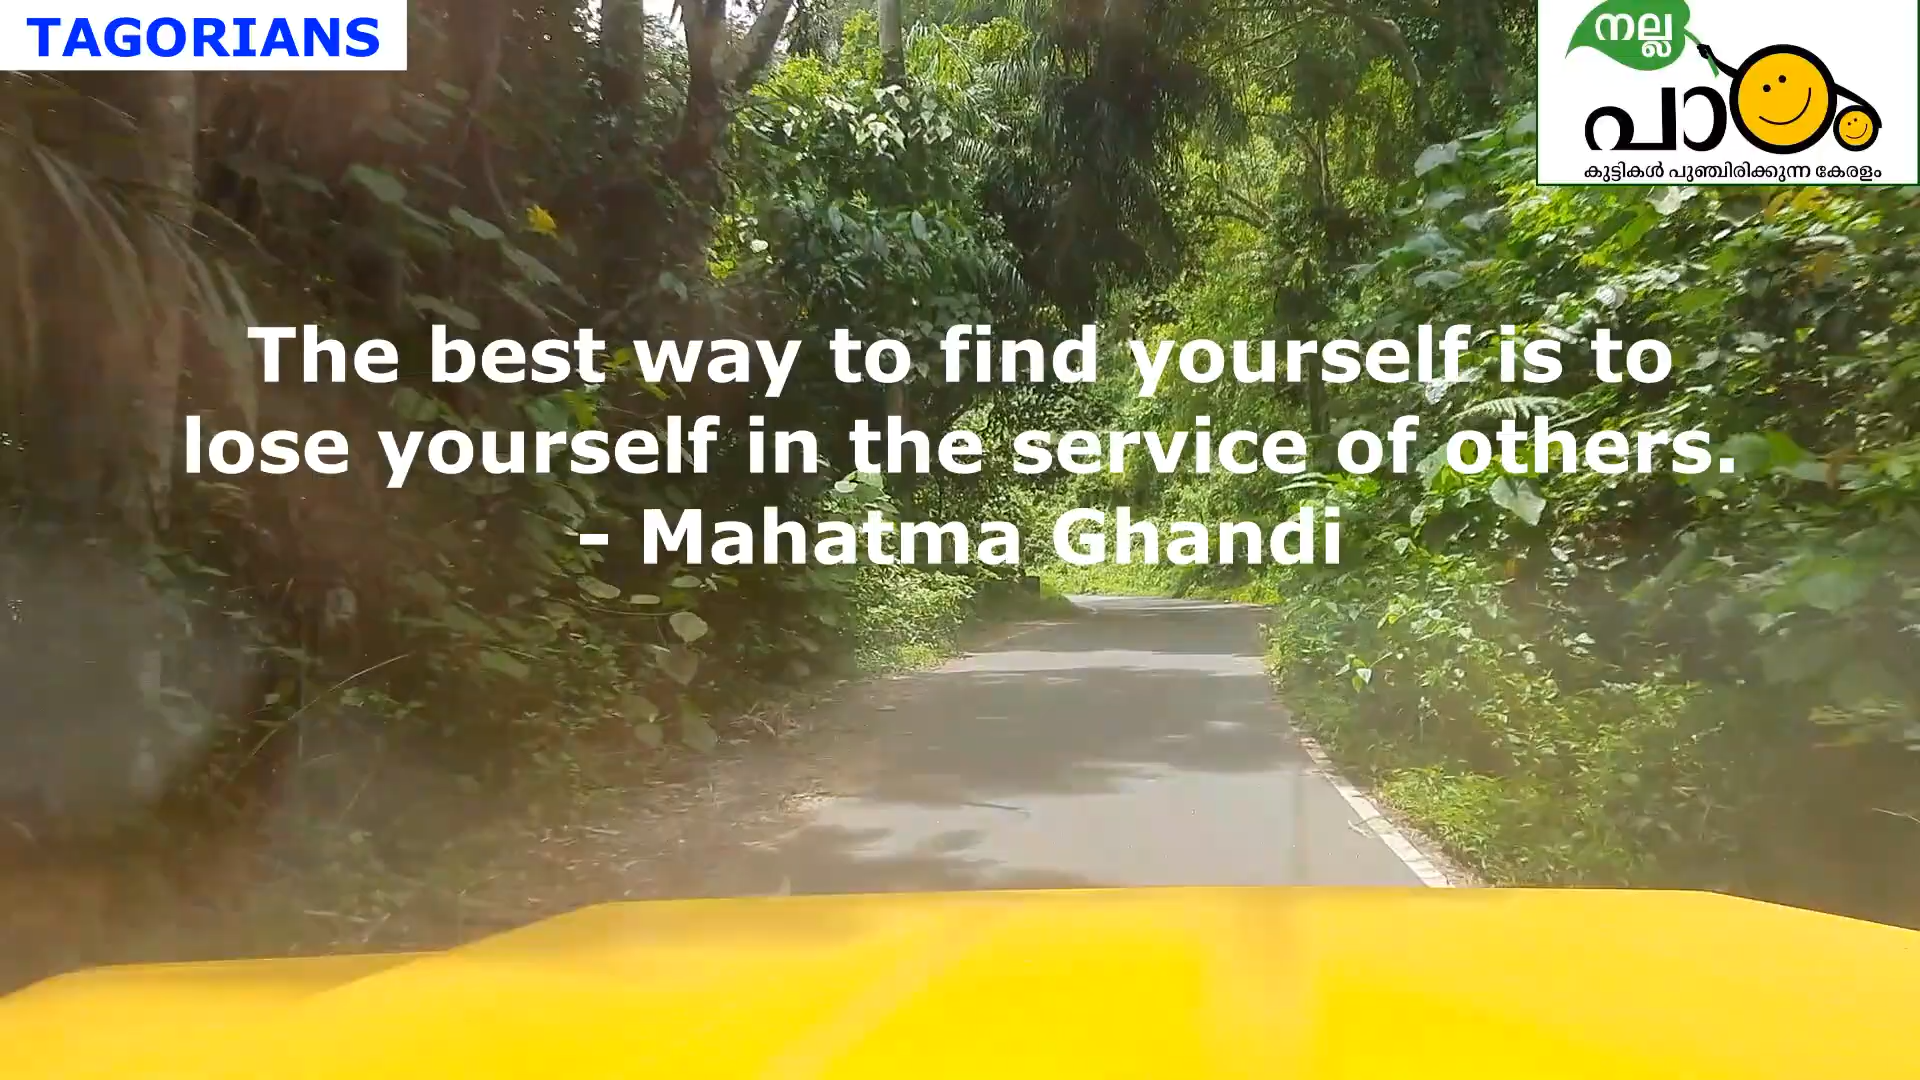 TAGORIANS
നല്ല
പാഠം
കുട്ടികൾ പുഞ്ചിരിക്കുന്ന കേരളം
The best way to find yourself is to
lose yourself in the service of others.
- Mahatma Ghandi